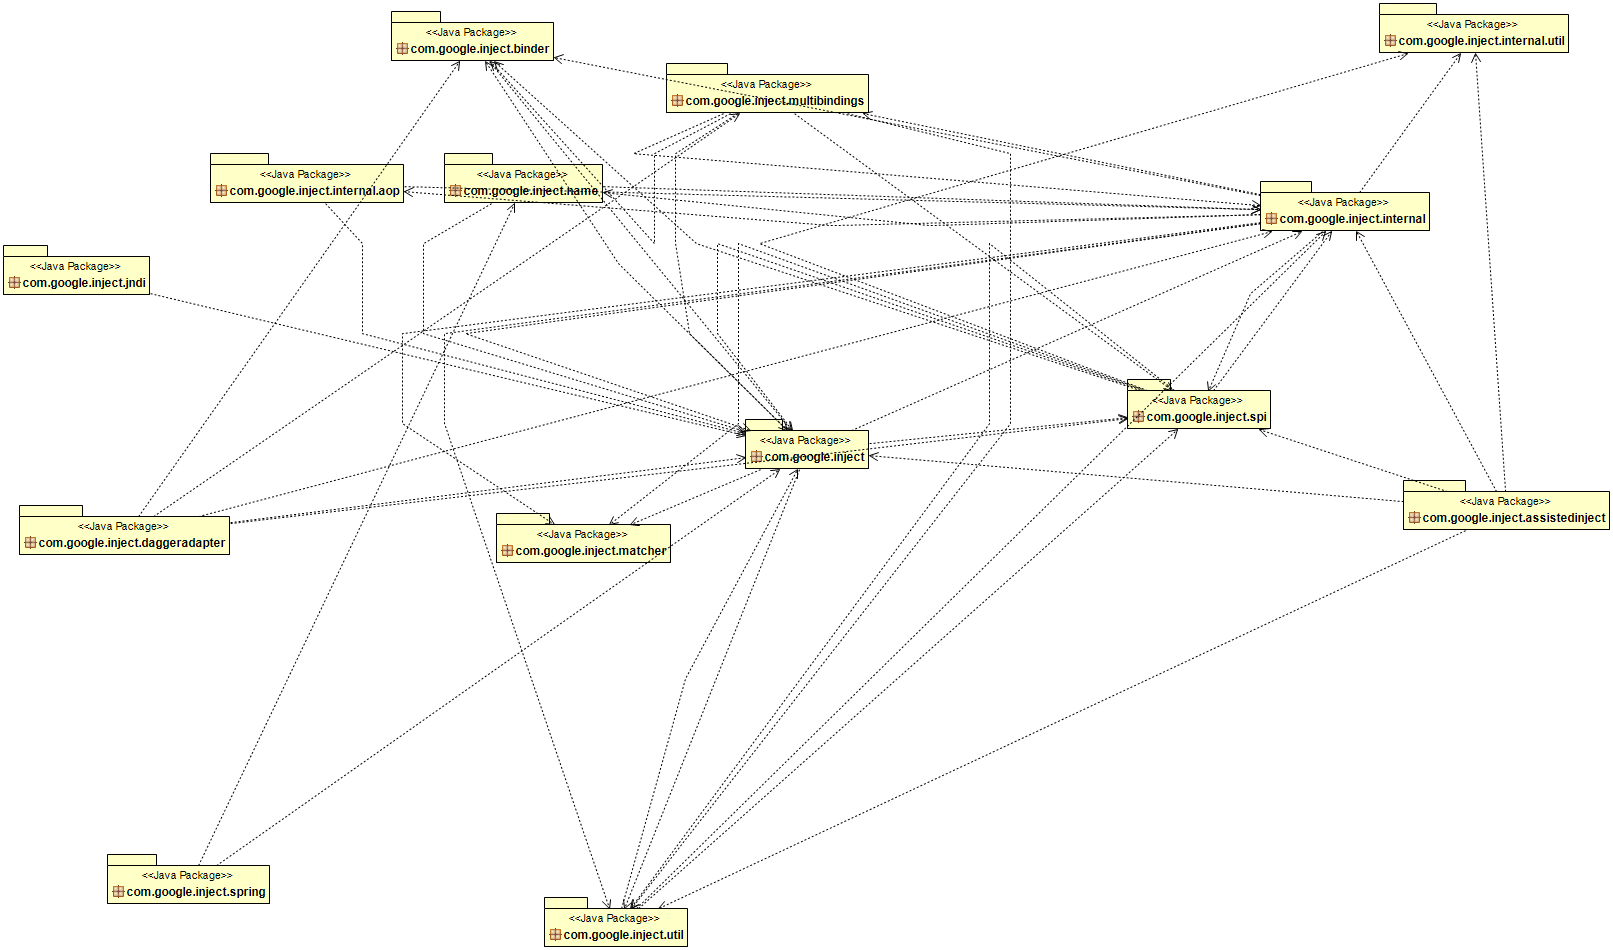 <<Java Package>>
com.google.inject.binder
<<Java Package>>
com.google.inject.internal.util
<<Java Package>>
com.google.inject.multibindings
<<Java Package>>
com.google.inject.internal.aop
<<Java Package>>
com.google.inject.name
<<Java Package>>
com.google.inject.internal
<<Java Package>>
com.google.inject.jndi
<<Java Package>>
com.google.inject.spi
<<Java Package>>
com.google.inject
<<Java Package>>
com.google.inject.assistedinject
<<Java Package>>
com.google.inject.daggeradapter
<<Java Package>>
com.google.inject.matcher
<<Java Package>>
com.google.inject.spring
<<Java Package>>
com.google.inject.util